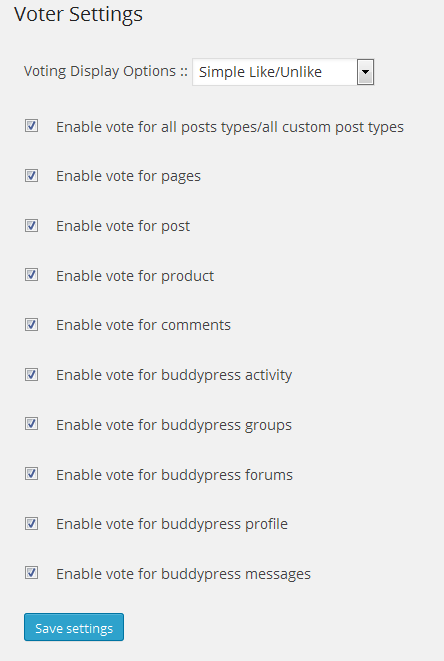 Voter Settings
Voting Display Options :: Simple Like/Unlike
Enable vote for all posts types/all custom post types
Enable vote for pages
Enable vote for post
Enable vote for product
Enable vote for comments
Enable vote for buddypress activity
Enable vote for buddypress groups
Enable vote for buddypress forums
Enable vote for buddypress profile
Enable vote for buddypress messages
Save settings